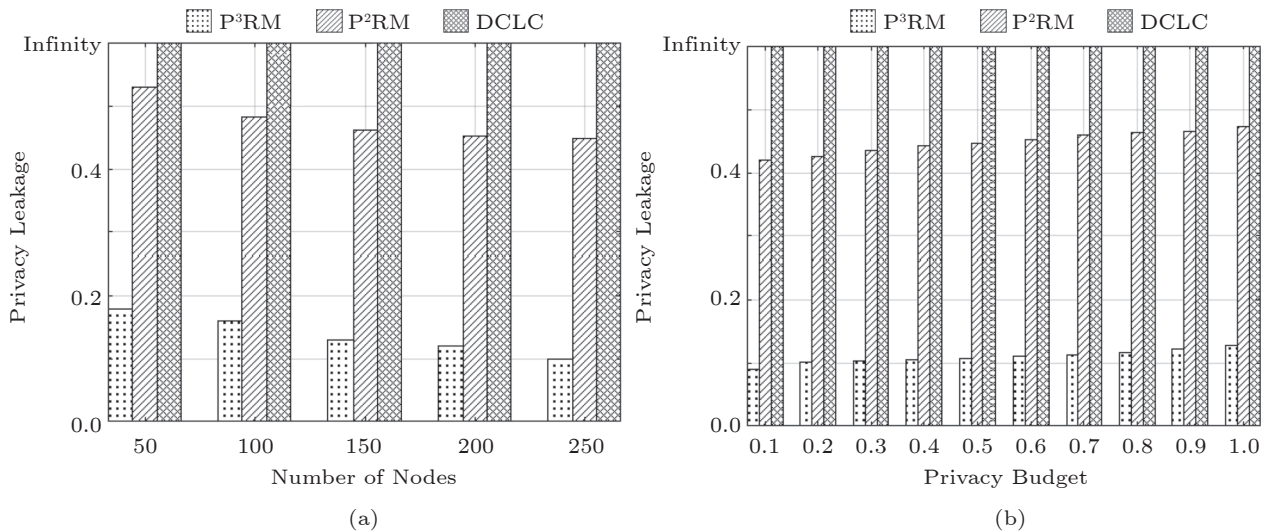 P³RM P²RM DCLC
Infinity
0.4
0.2
0.0
Privacy Leakage
50 100 150 200 250
Number of Nodes
(a)
P³RM P²RM DCLC
Infinity
0.4
0.2
0.0
Privacy Leakage
0.1 0.2 0.3 0.4 0.5 0.6 0.7 0.8 0.9 1.0
Privacy Budget
(b)